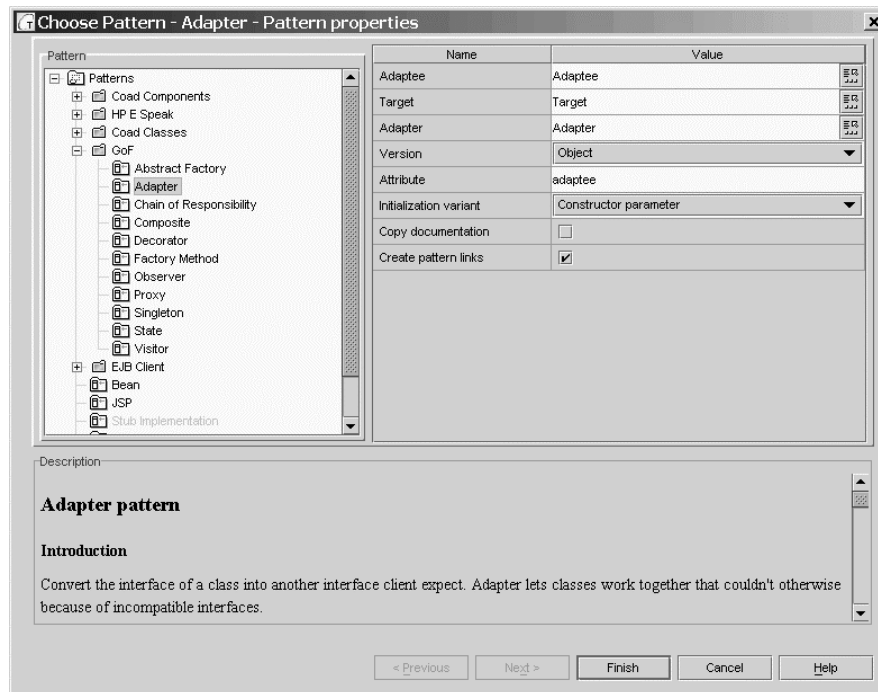 Choose Pattern - Adapter - Pattern properties
Pattern
Patterns
Coad Components
HP E Speak
Coad Classes
GoF
Abstract Factory
Adapter
Chain of Responsibility
Composite
Decorator
Factory Method
Observer
Proxy
Singleton
State
Visitor
EJB Client
Bean
JSP
Stub Implementation
Name Value
Adaptee Adaptee
Target Target
Adapter Adapter
Version Object
Attribute adaptee
Initialization variant Constructor parameter
Copy documentation
Create pattern links
Description
Adapter pattern
Introduction
Convert the interface of a class into another interface client expect. Adapter lets classes work together that couldn't otherwise
because of incompatible interfaces.
< Previous Next > Finish Cancel Help